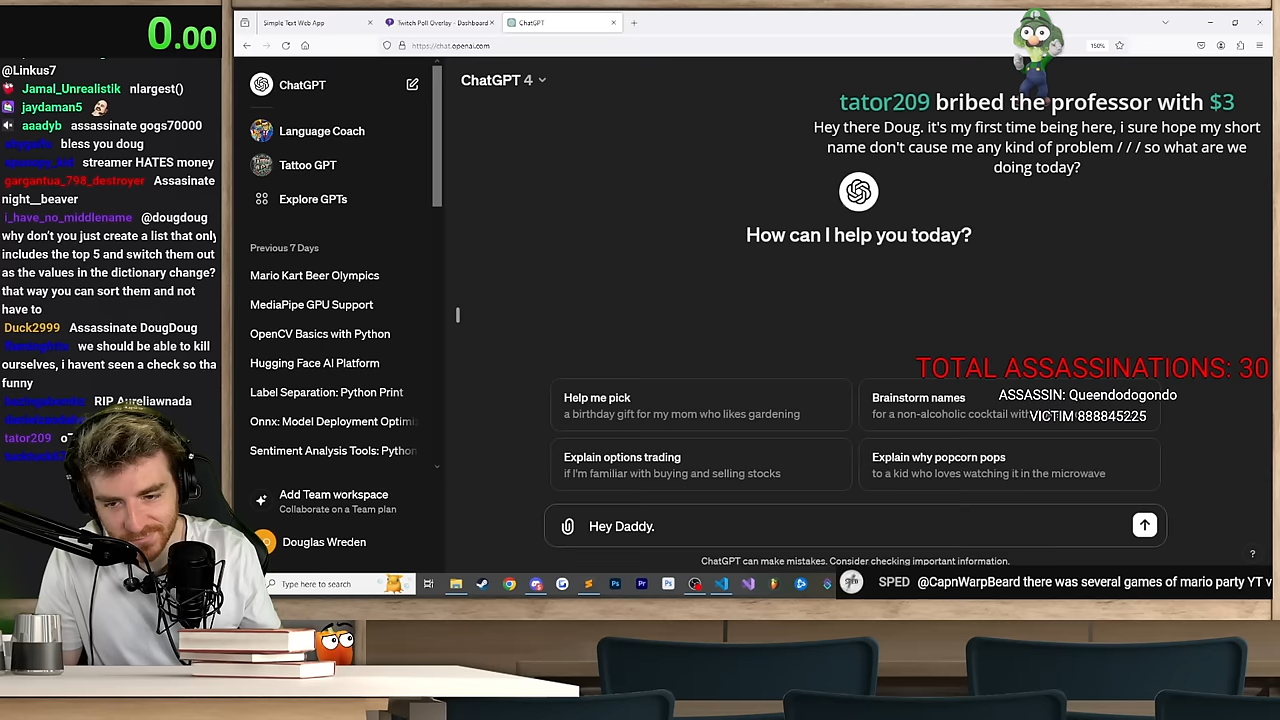 0.00
@Linkus7
Jamal_Unrealistik nlargest()
jaydaman5
aaadyb assassinate gogs70000
bless you doug
streamer HATES money
gargantua_798_destroyer Assasinate
night__beaver
i_have_no_middlename @dougdoug
why don't you just create a list that only
includes the top 5 and switch them out
as the values in the dictionary change?
that way you can sort them and not
have to
Duck2999 Assassinate DougDoug
we should be able to kill
ourselves, i havent seen a check so tha
funny
RIP Aureliawnada
tator209
Simple Text Web App
Twitch Poll Overlay - Dashboard
ChatGPT
https://chat.openai.com
150%
ChatGPT
Language Coach
Tattoo GPT
Explore GPTs
Previous 7 Days
Mario Kart Beer Olympics
MediaPipe GPU Support
OpenCV Basics with Python
Hugging Face AI Platform
Label Separation: Python Print
Onnx: Model Deployment Optimi
Sentiment Analysis Tools: Python
Add Team workspace
Collaborate on a Team plan
Douglas Wreden
ChatGPT 4
tator209 bribed the professor with $3
Hey there Doug. it's my first time being here, i sure hope my short
name don't cause me any kind of problem / / / so what are we
doing today?
How can I help you today?
TOTAL ASSASSINATIONS: 30
ASSASSIN: Queendodogondo
VICTIM 888845225
Help me pick
a birthday gift for my mom who likes gardening
Brainstorm names
for a non-alcoholic cocktail with
Explain options trading
if I'm familiar with buying and selling stocks
Explain why popcorn pops
to a kid who loves watching it in the microwave
Hey Daddy.
ChatGPT can make mistakes. Consider checking important information.
?
Type here to search
SPED @CapnWarpBeard there was several games of mario party YT v